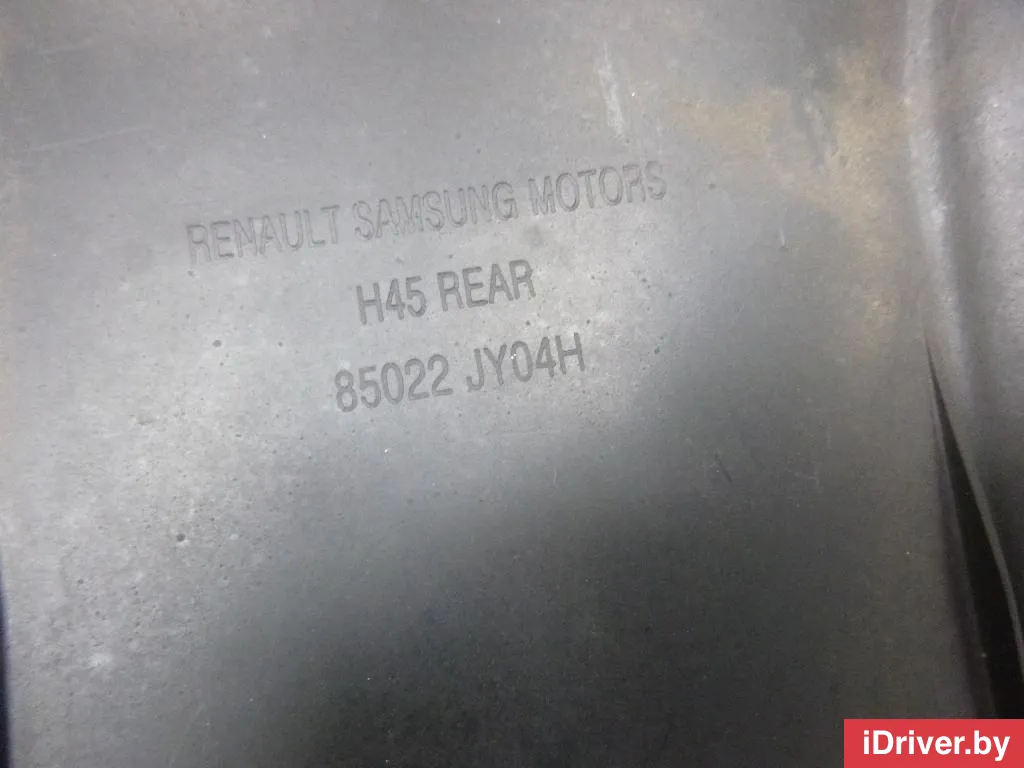 RENAULT SAMSUNG MOTORS
H45 REAR
85022 JY04H
iDriver.by